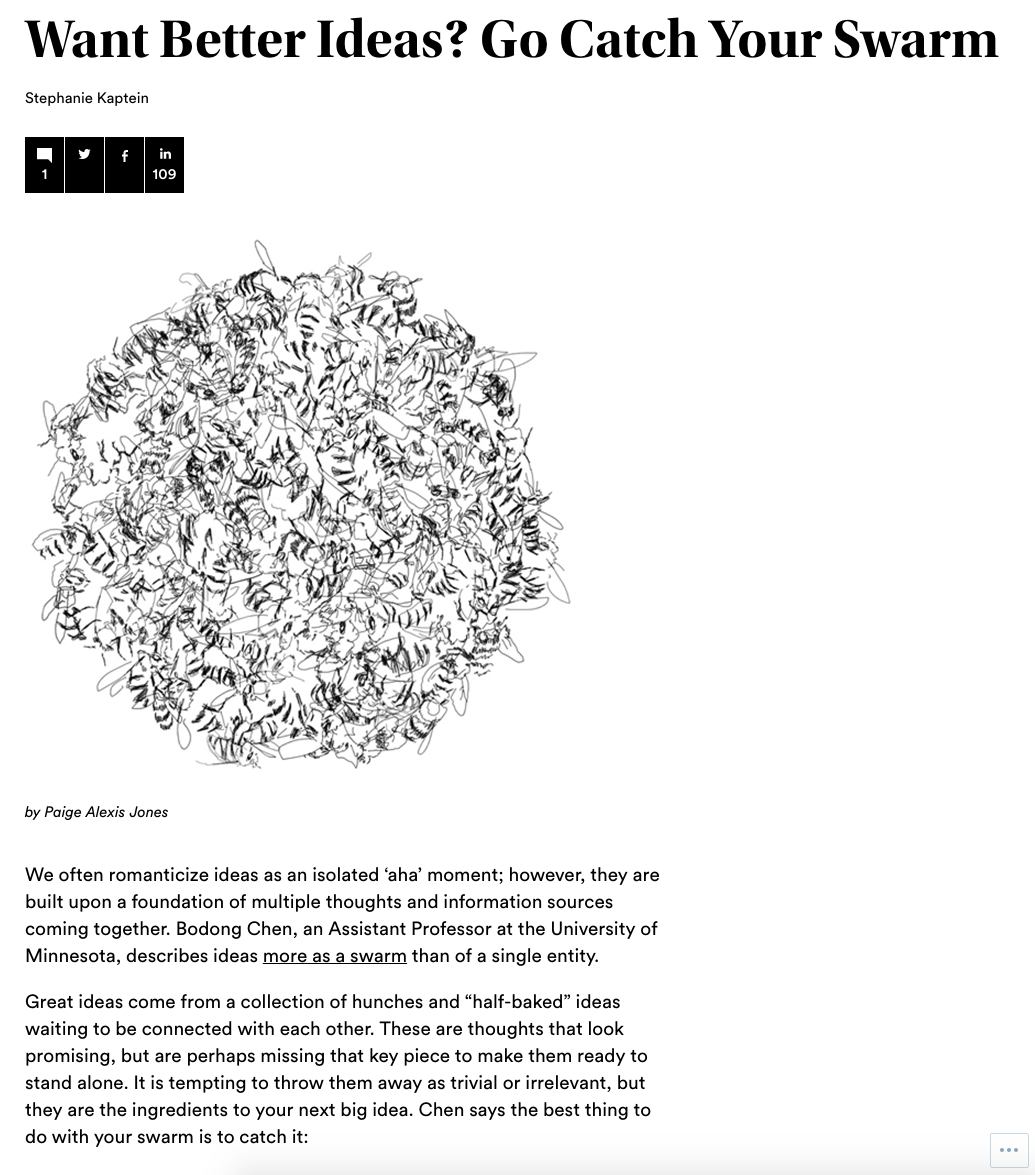 Want Better Ideas? Go Catch Your Swarm
Stephanie Kaptein
1
109
by Paige Alexis Jones
We often romanticize ideas as an isolated ‘aha’ moment; however, they are
built upon a foundation of multiple thoughts and information sources
coming together. Bodong Chen, an Assistant Professor at the University of
Minnesota, describes ideas more as a swarm than of a single entity.
Great ideas come from a collection of hunches and “half-baked” ideas
waiting to be connected with each other. These are thoughts that look
promising, but are perhaps missing that key piece to make them ready to
stand alone. It is tempting to throw them away as trivial or irrelevant, but
they are the ingredients to your next big idea. Chen says the best thing to
do with your swarm is to catch it: